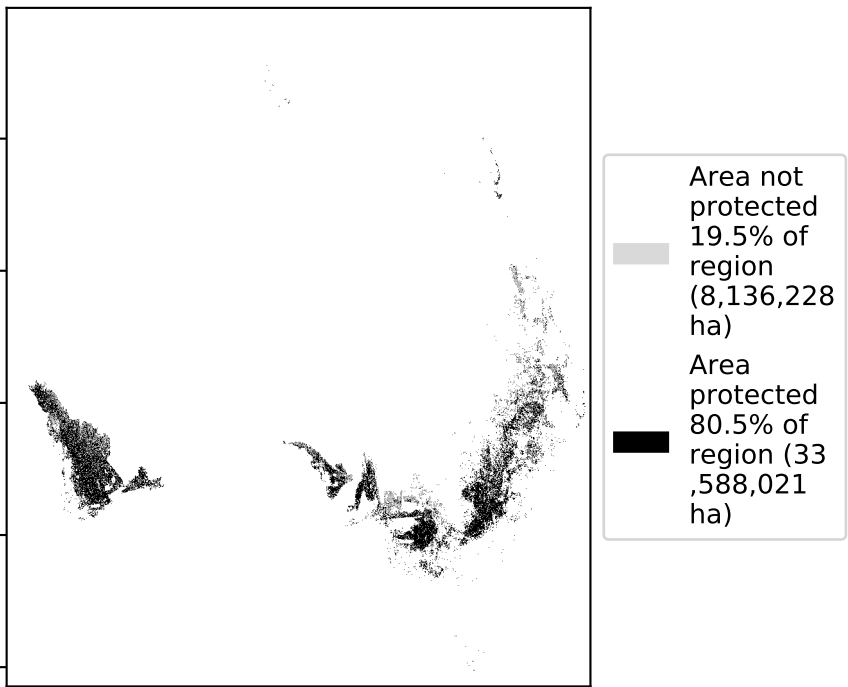 Area not
protected
19.5% of
region
(8,136,228
ha)
Area
protected
80.5% of
region (33
,588,021
ha)